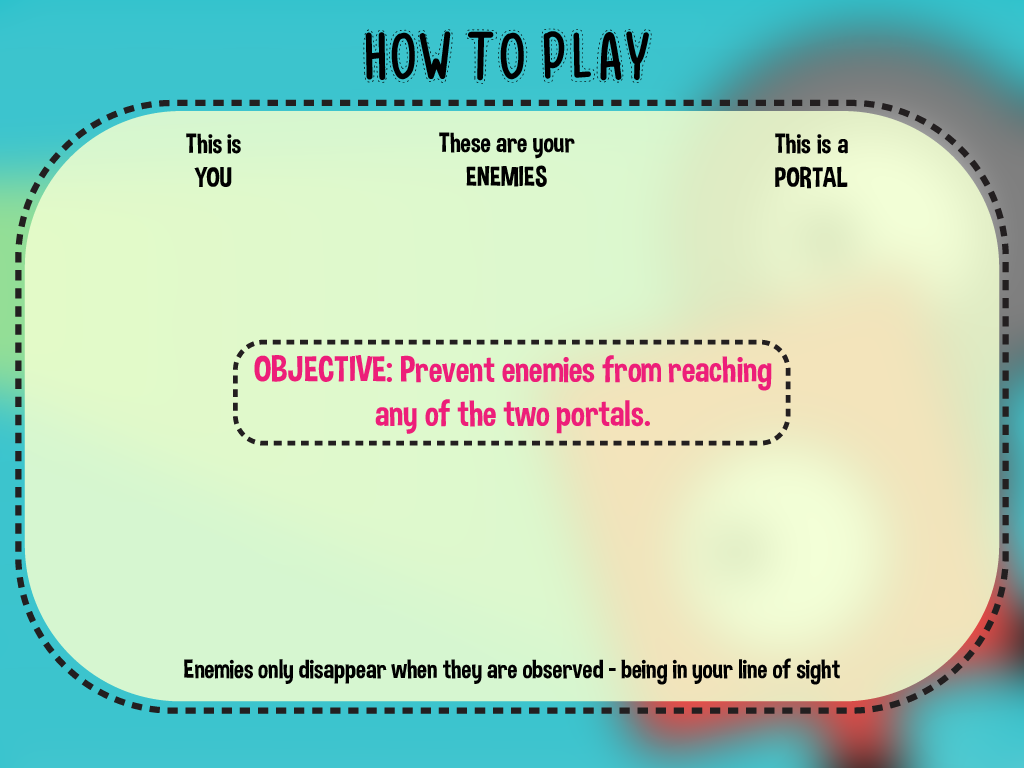 HOW TO PLAY
This is
YOU
These are your
ENEMIES
This is a
PORTAL
OBJECTIVE: Prevent enemies from reaching
any of the two portals.
Enemies only disappear when they are observed - being in your line of sight